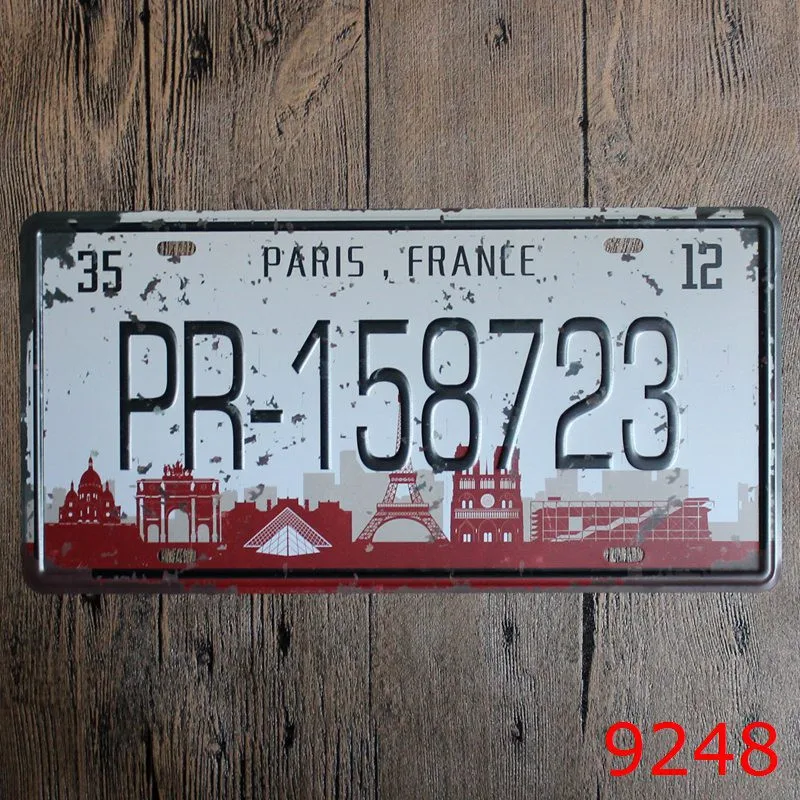 35 PARIS , FRANCE 12
PR-158723
9248